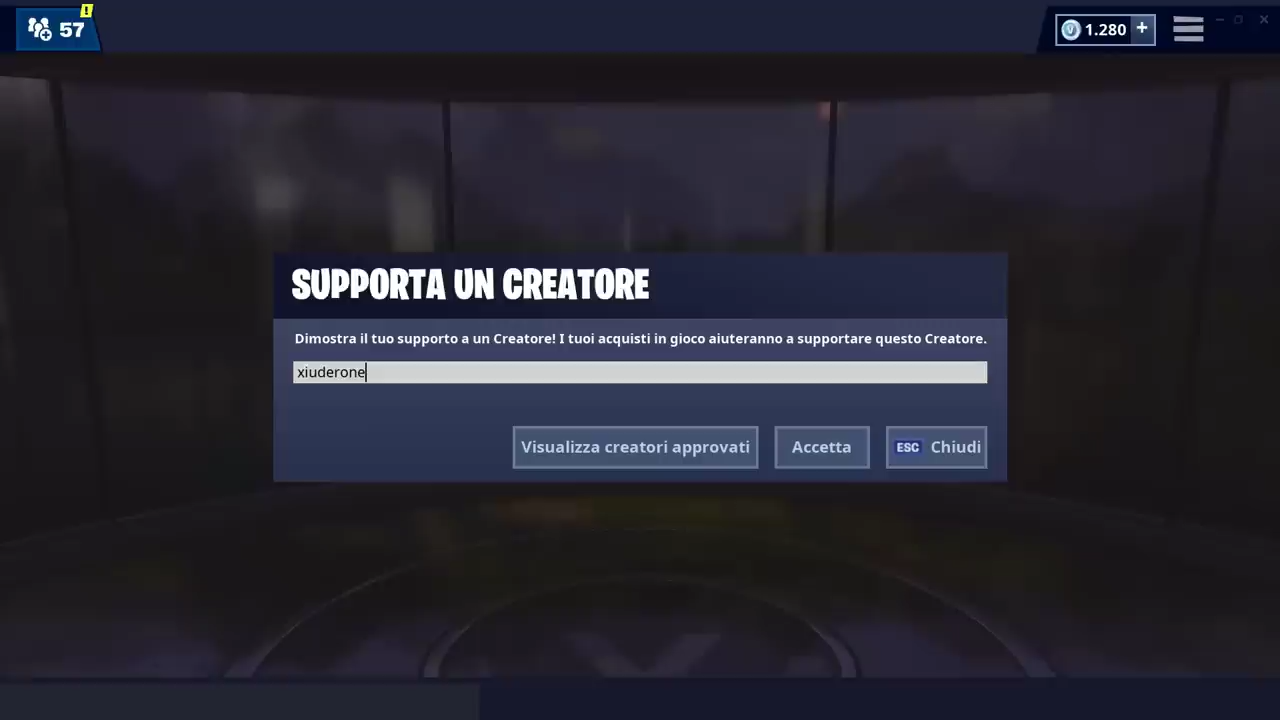 57
!
1.280 +
SUPPORTA UN CREATORE
Dimostra il tuo supporto a un Creatore! I tuoi acquisti in gioco aiuteranno a supportare questo Creatore.
xiuderone
Visualizza creatori approvati
Accetta
ESC Chiudi